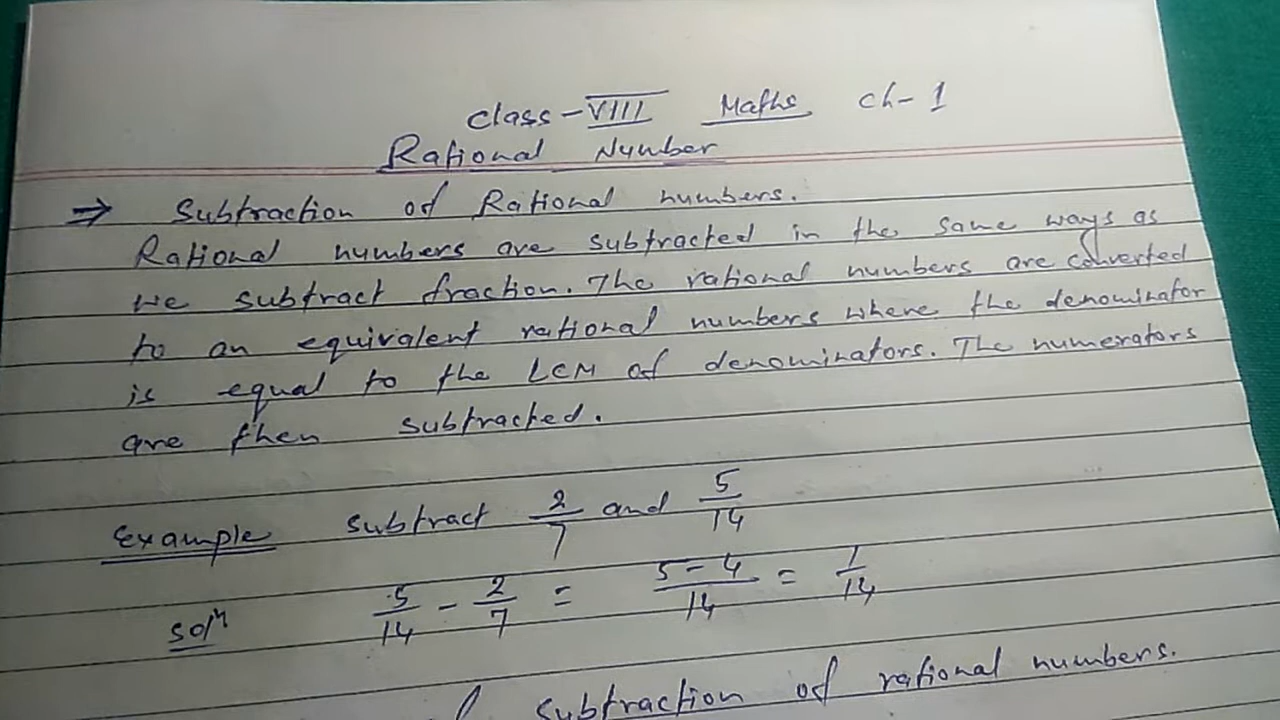 Class - VIII Maths Ch-1
Rational Number
⇒ Subtraction of Rational numbers.
Rational numbers are subtracted in the same ways as
we subtract fraction. The rational numbers are converted
to an equivalent rational numbers where the denominator
is equal to the LCM of denominators. The numerators
are then subtracted.
Example Subtract 2/7 and 5/14
Solⁿ 5/14 - 2/7 = 5-4/14 = 1/14
subtraction of rational numbers.